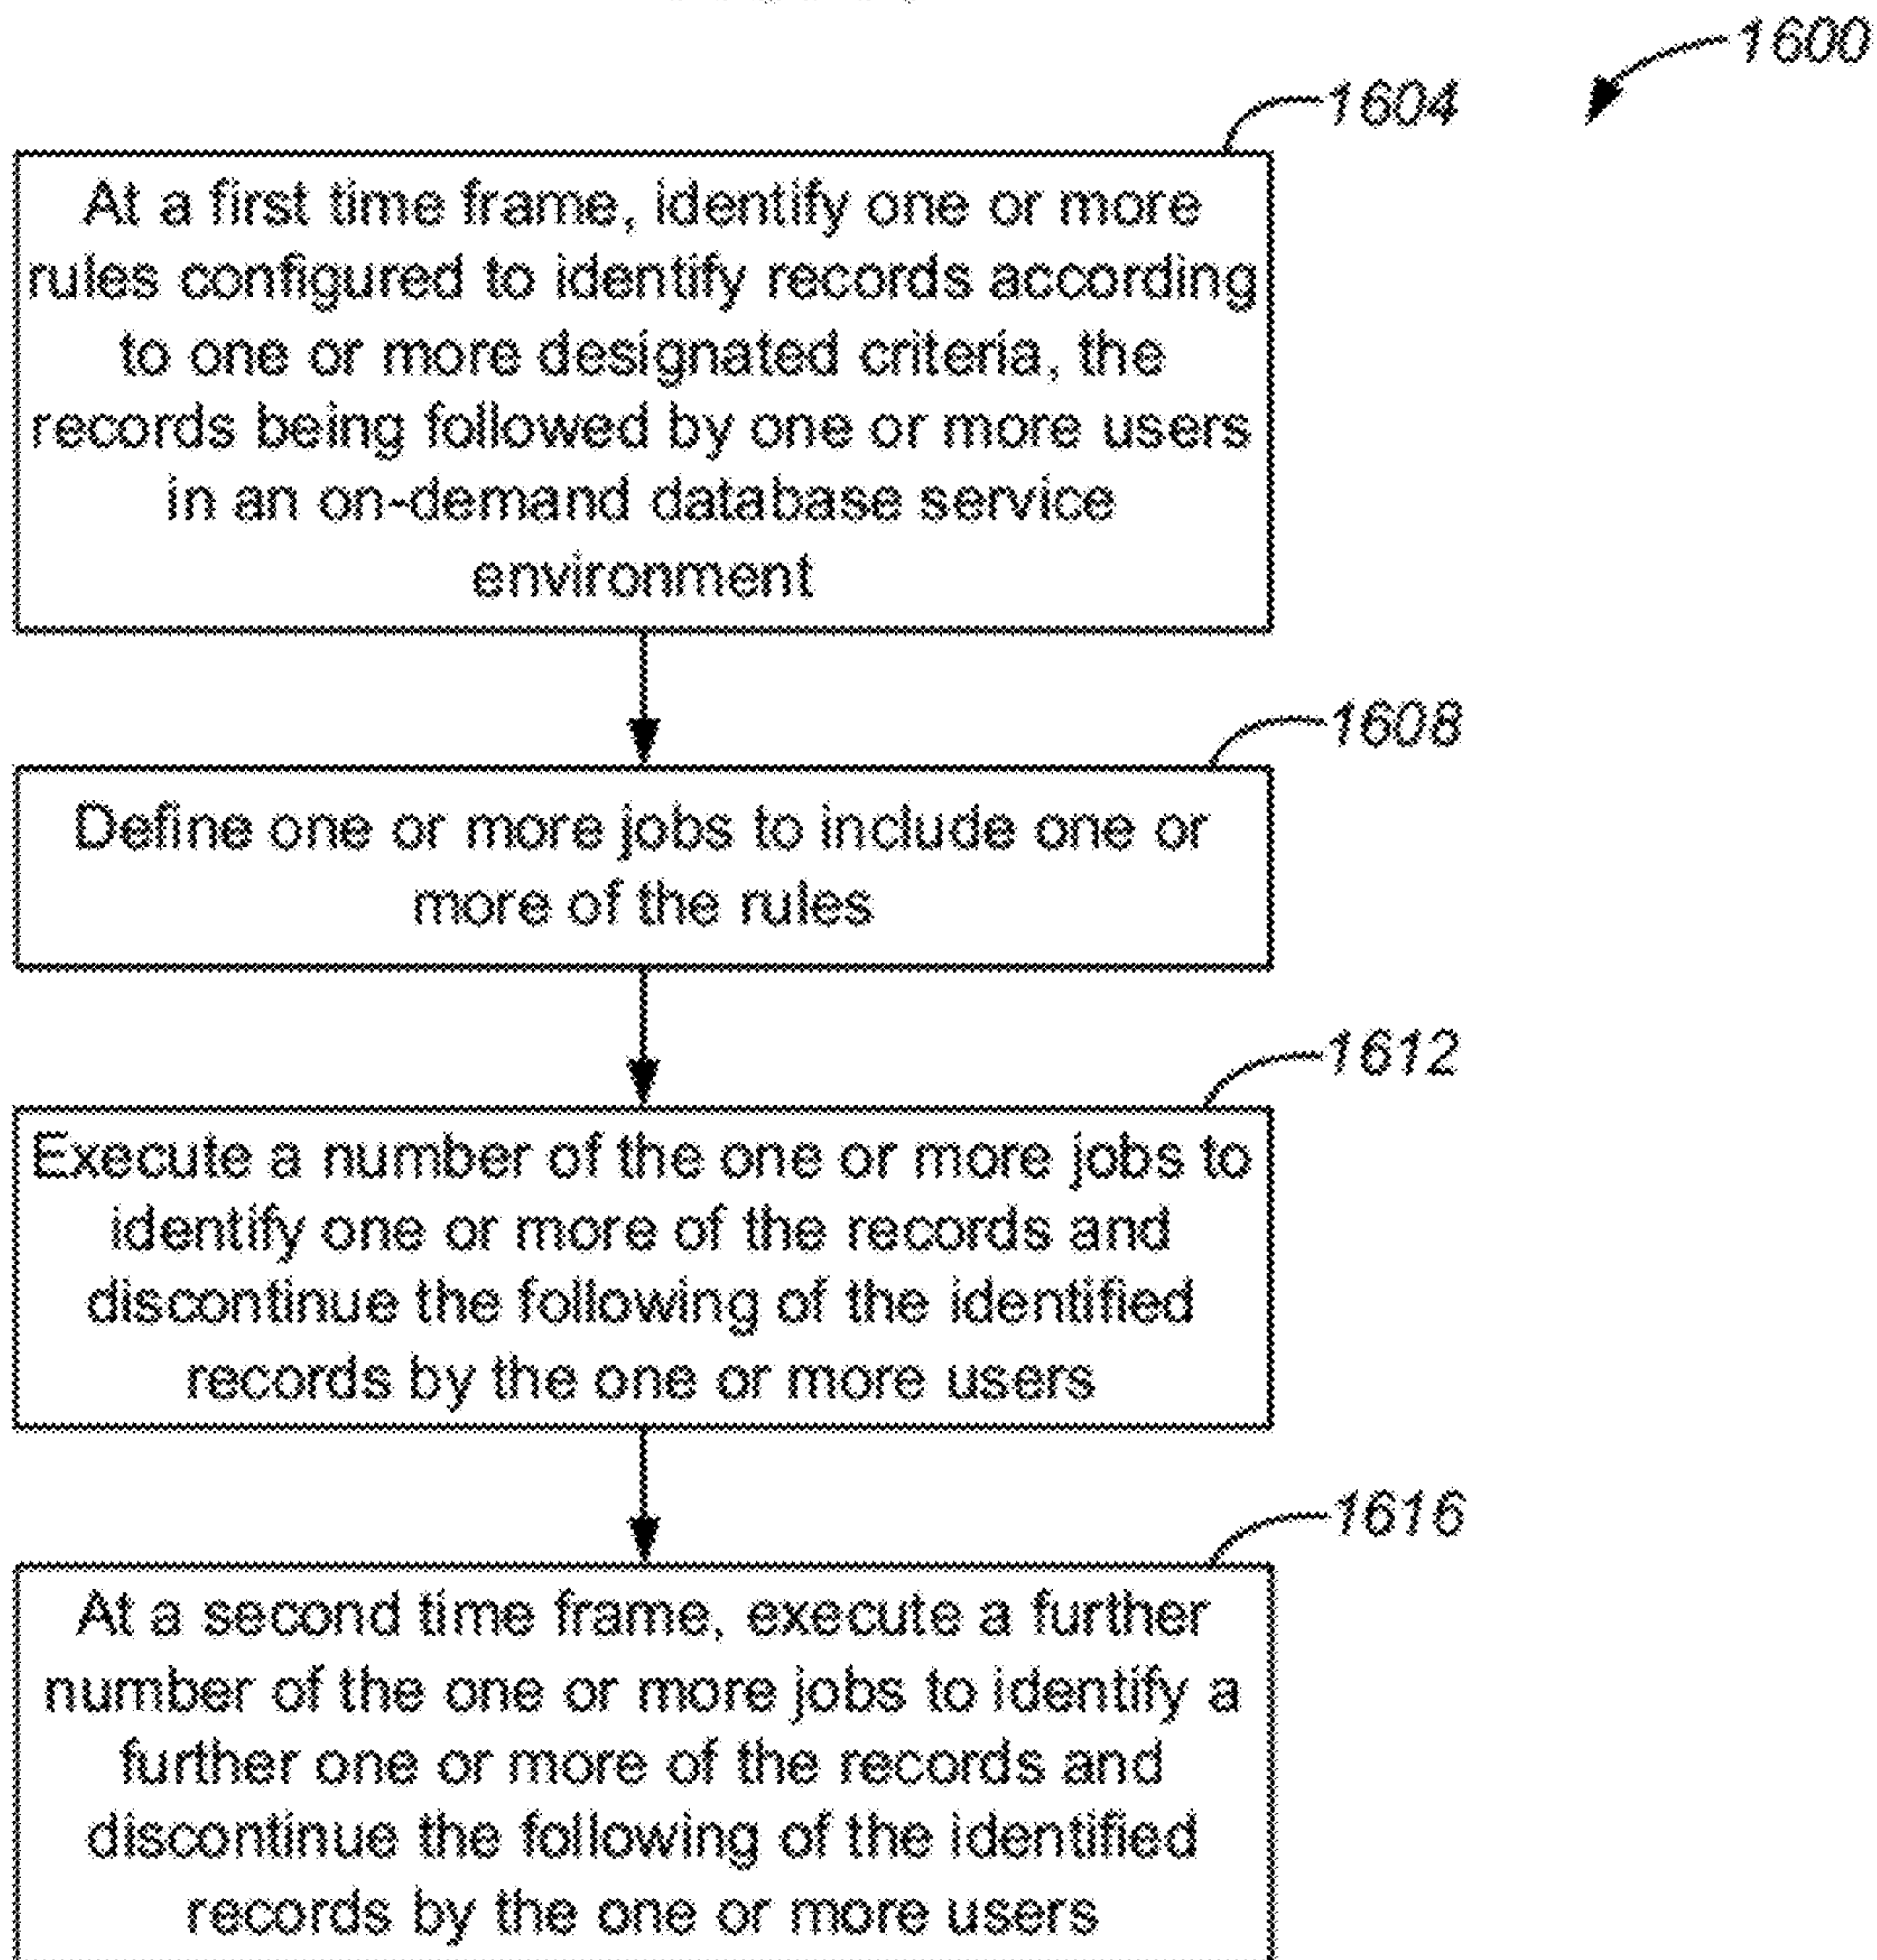 1600
1604
At a first time frame, identify one or more
rules configured to identify records according
to one or more designated criteria, the
records being followed by one or more users
in an on-demand database service
environment
1608
Define one or more jobs to include one or
more of the rules
1612
Execute a number of the one or more jobs to
identify one or more of the records and
discontinue the following of the identified
records by the one or more users
1616
At a second time frame, execute a further
number of the one or more jobs to identify a
further one or more of the records and
discontinue the following of the identified
records by the one or more users